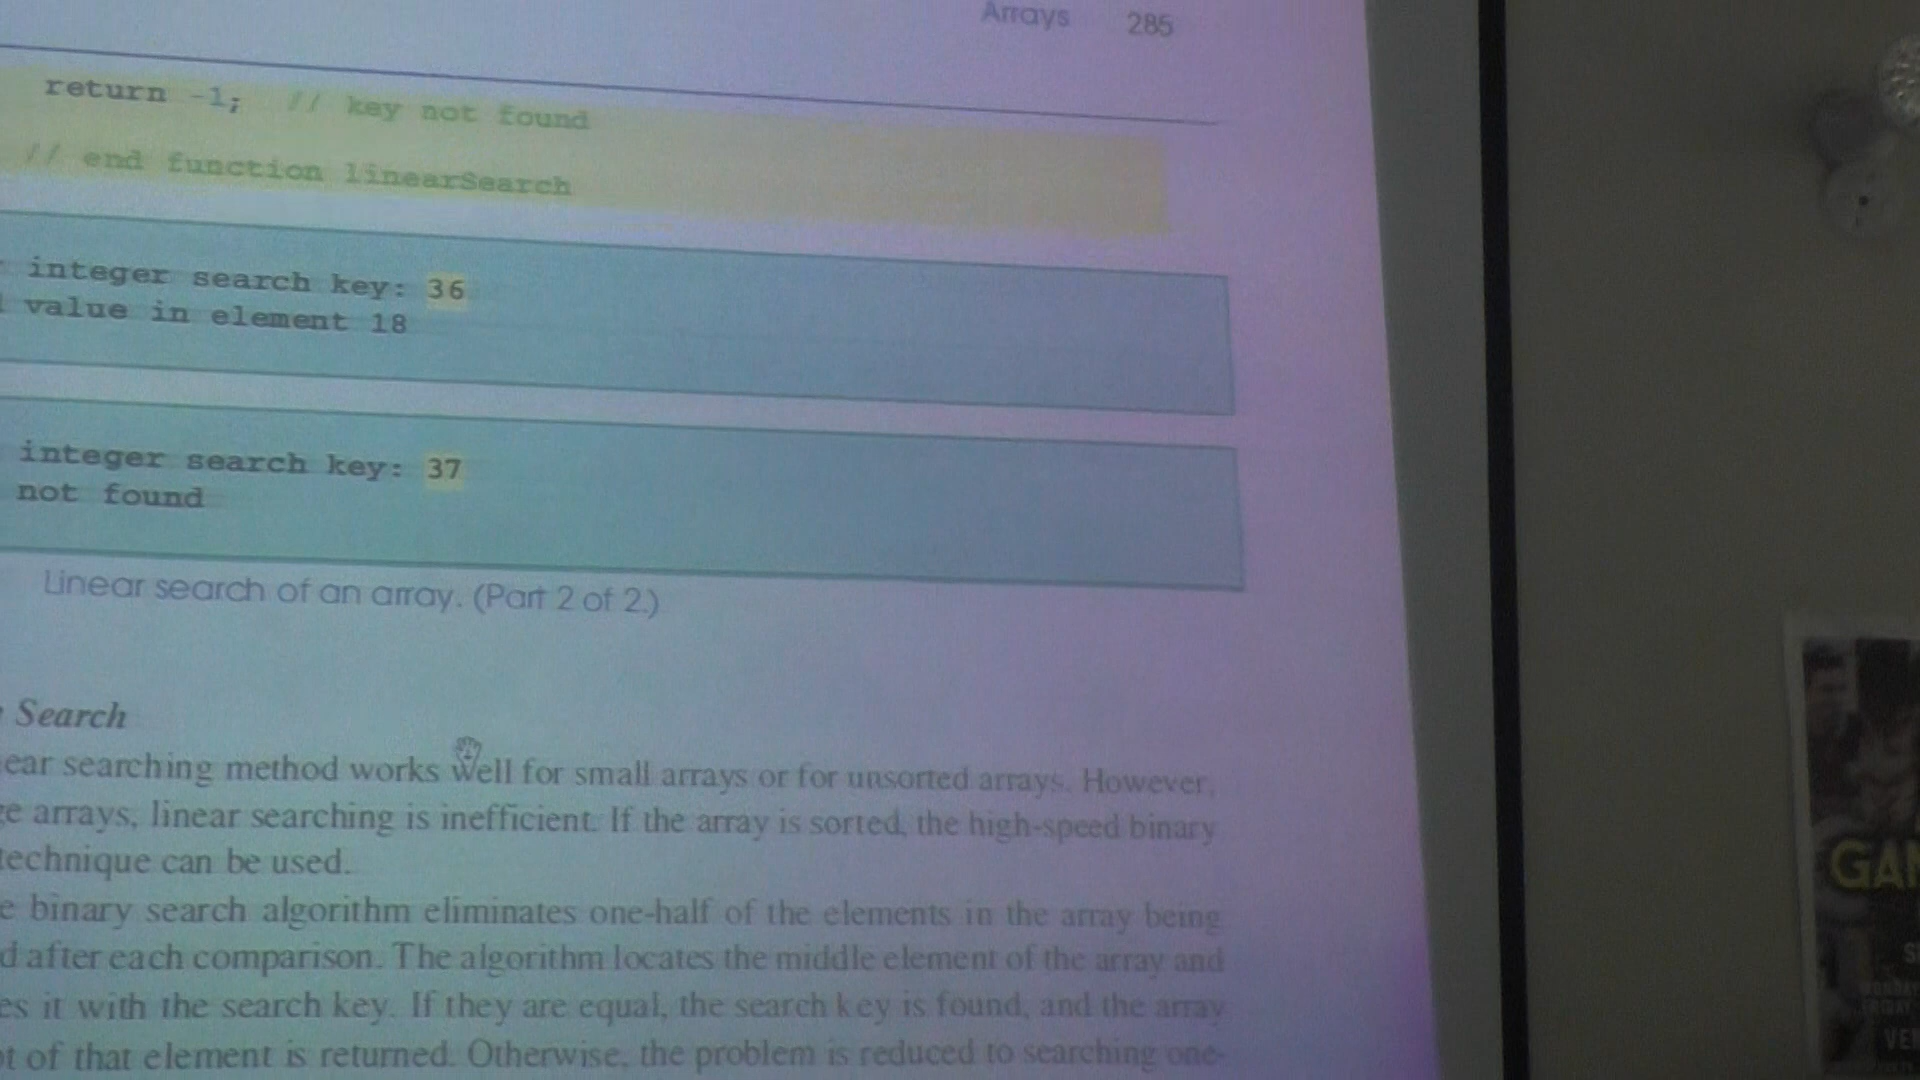 Arrays 285
return -1; // key not found
// end function linearSearch
integer search key: 36
value in element 18
integer search key: 37
not found
Linear search of an array. (Part 2 of 2.)
Search
ear searching method works well for small arrays or for unsorted arrays. However,
ge arrays, linear searching is inefficient. If the array is sorted, the high-speed binary
technique can be used.
e binary search algorithm eliminates one-half of the elements in the array being
d after each comparison. The algorithm locates the middle element of the array and
es it with the search key. If they are equal, the search key is found, and the array
pt of that element is returned. Otherwise, the problem is reduced to searching one-
GAM
VEN